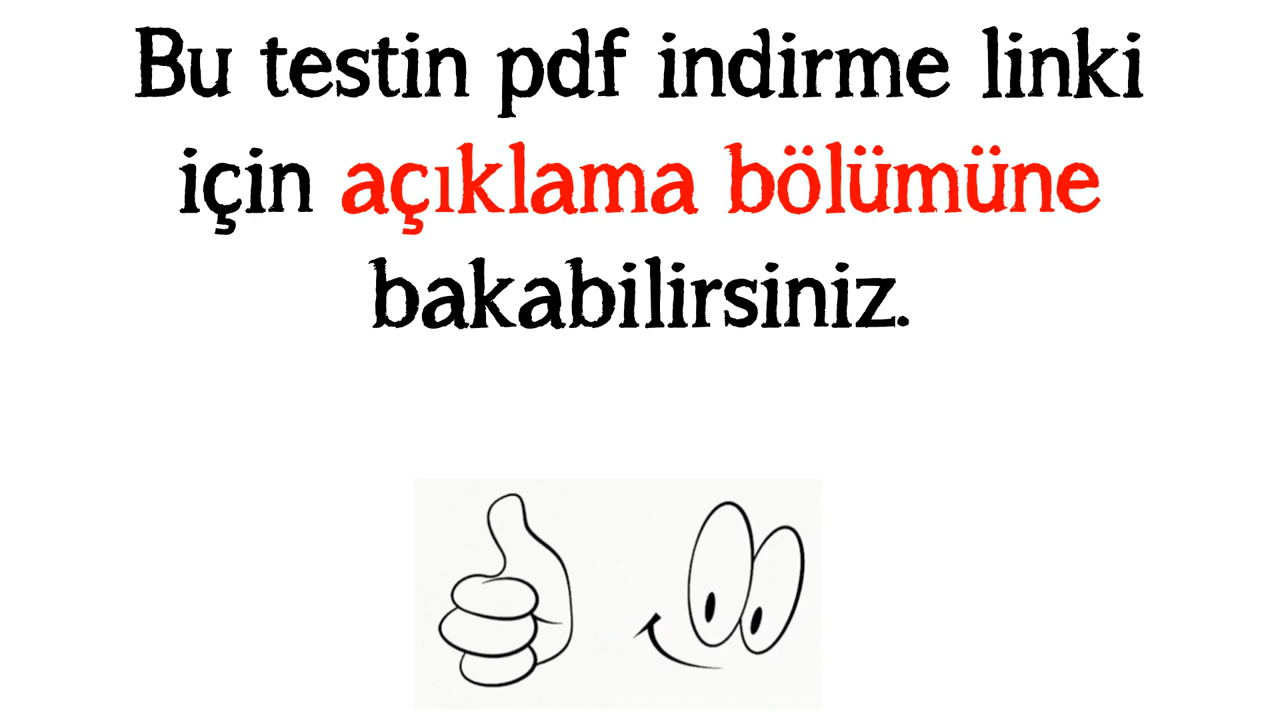 Bu testin pdf indirme linki
için açıklama bölümüne
bakabilirsiniz.